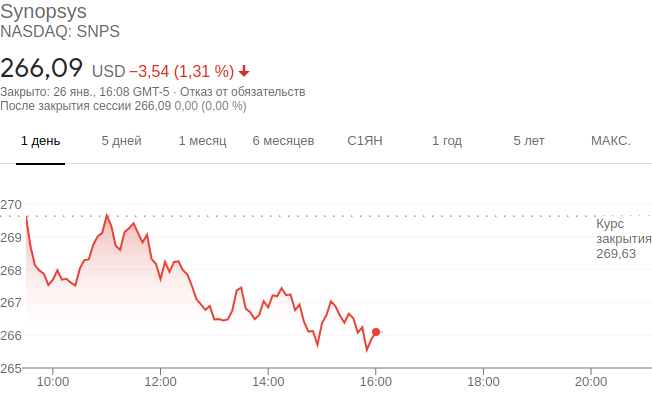 Synopsys
NASDAQ: SNPS
266,09 USD −3,54 (1,31 %)
Закрыто: 26 янв., 16:08 GMT-5 · Отказ от обязательств
После закрытия сессии 266,09 0,00 (0,00 %)
1 день 5 дней 1 месяц 6 месяцев С1ЯН 1 год 5 лет МАКС.
270
Курс
закрытия
269,63
269
268
267
266
265
10:00 12:00 14:00 16:00 18:00 20:00